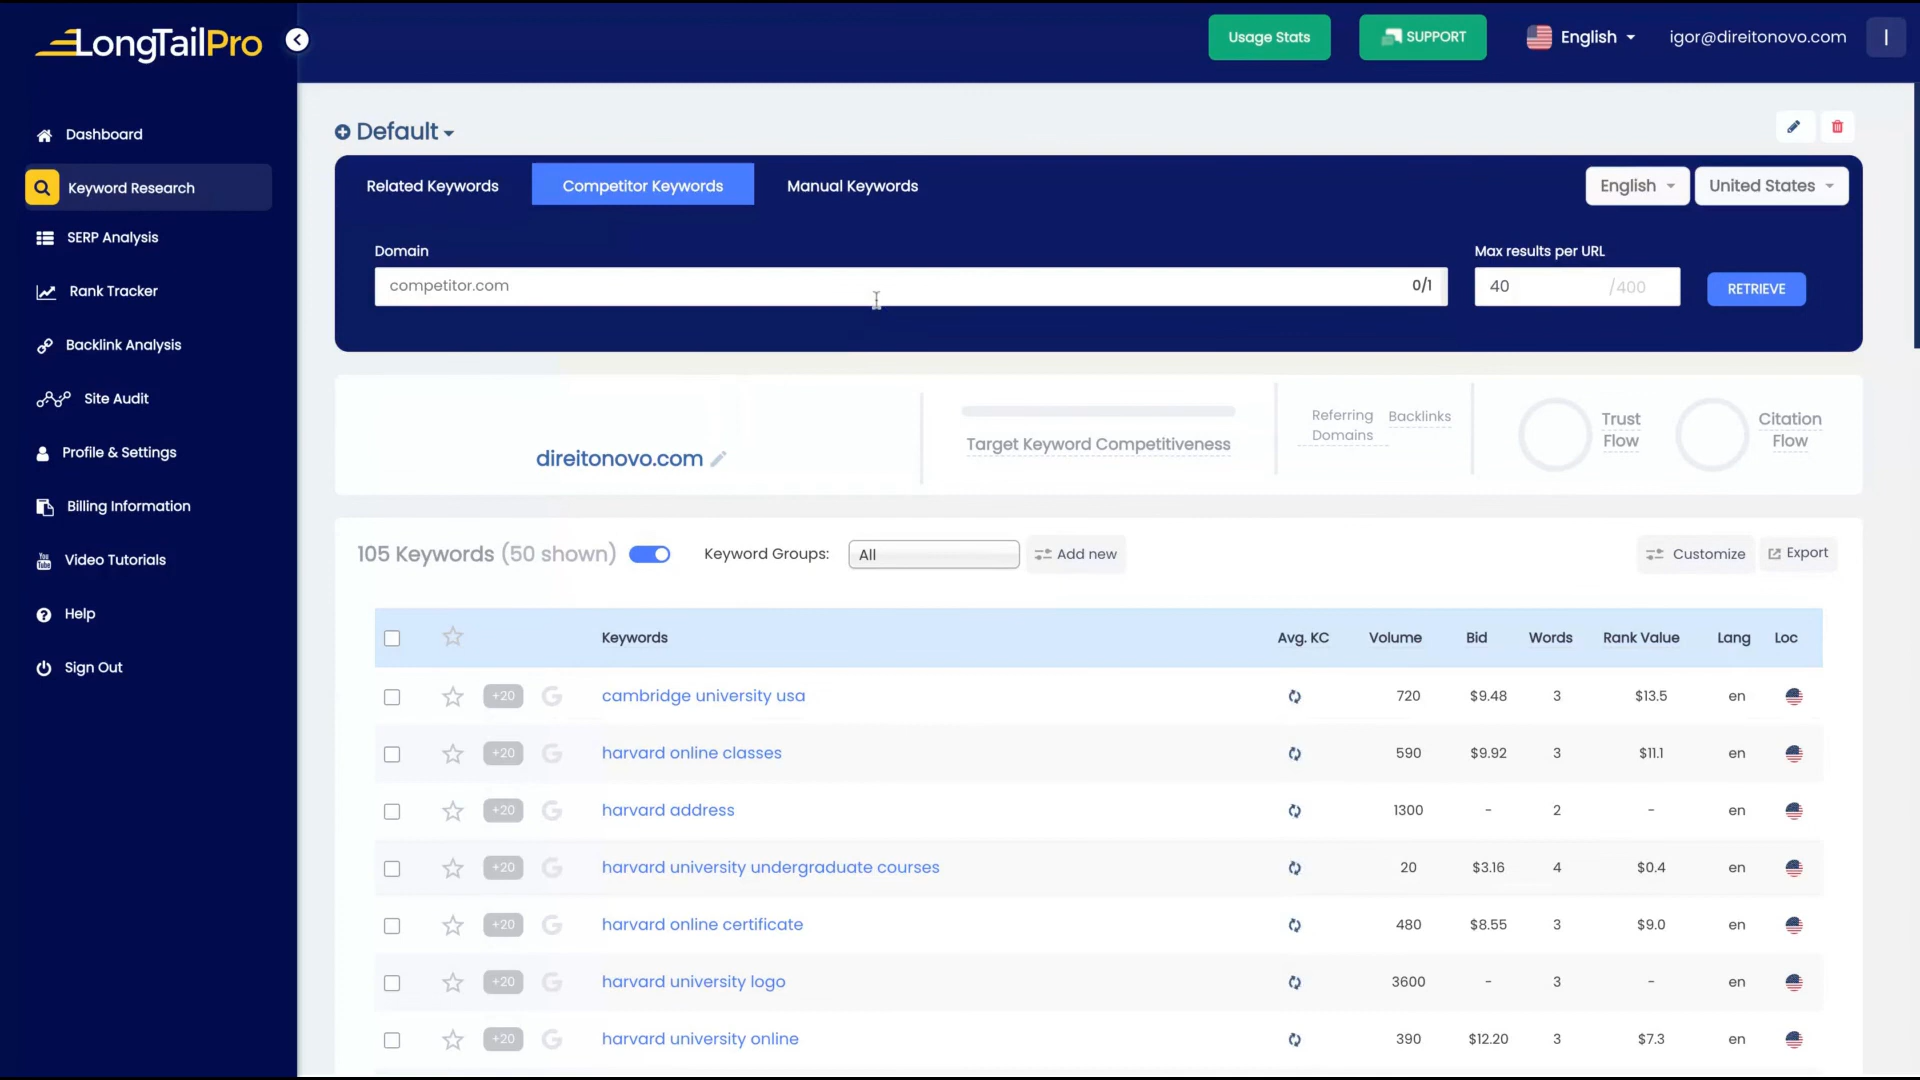 LongTailPro
Usage Stats
SUPPORT
English
igor@direitonovo.com
I
Dashboard
Keyword Research
SERP Analysis
Rank Tracker
Backlink Analysis
Site Audit
Profile & Settings
Billing Information
You Tube
Video Tutorials
Help
Sign Out
Default
Related Keywords
Competitor Keywords
Manual Keywords
English
United States
Domain
Max results per URL
competitor.com
0/1
40
/400
RETRIEVE
direitonovo.com
Target Keyword Competitiveness
Referring Domains
Backlinks
Trust Flow
Citation Flow
105 Keywords (50 shown)
Keyword Groups:
All
Add new
Customize
Export
Keywords Avg. KC Volume Bid Words Rank Value Lang Loc
+20 G cambridge university usa 720 $9.48 3 $13.5 en
+20 G harvard online classes 590 $9.92 3 $11.1 en
+20 G harvard address 1300 - 2 - en
+20 G harvard university undergraduate courses 20 $3.16 4 $0.4 en
+20 G harvard online certificate 480 $8.55 3 $9.0 en
+20 G harvard university logo 3600 - 3 - en
+20 G harvard university online 390 $12.20 3 $7.3 en